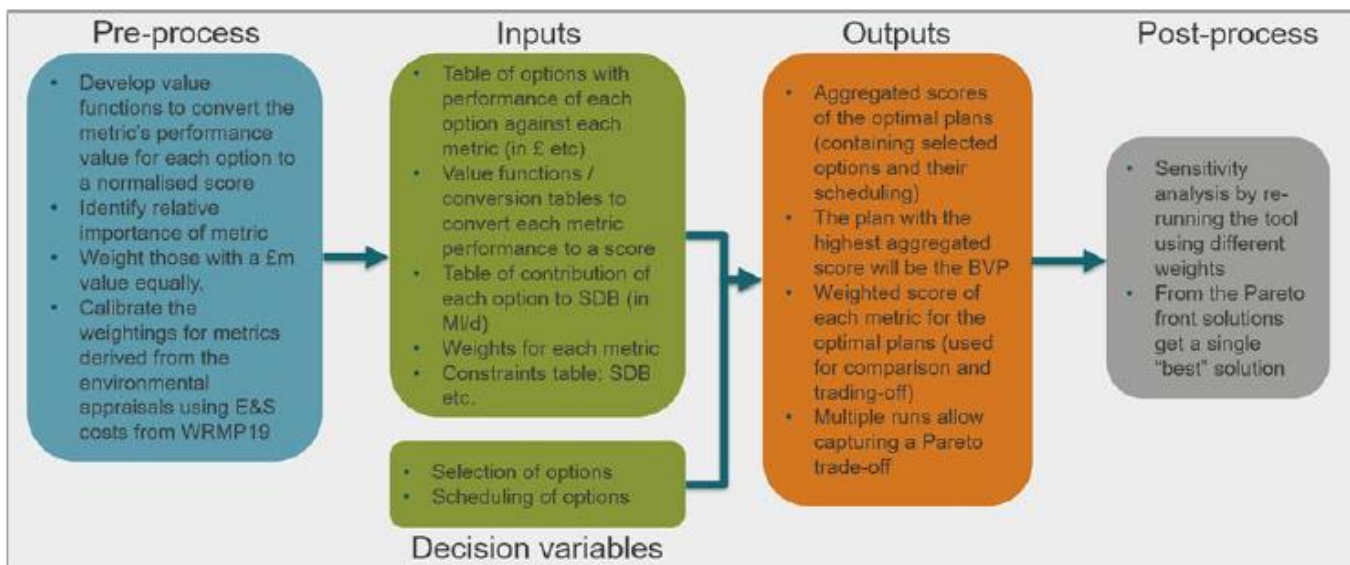 Pre-process
• Develop value
functions to convert the
metric's performance
value for each option to
a normalised score
• Identify relative
importance of metric
• Weight those with a £m
value equally.
• Calibrate the
weightings for metrics
derived from the
environmental
appraisals using E&S
costs from WRMP19
Inputs
• Table of options with
performance of each
option against each
metric (in £ etc)
• Value functions /
conversion tables to
convert each metric
performance to a score
• Table of contribution of
each option to SDB (in
Ml/d)
• Weights for each metric
• Constraints table: SDB
etc.
• Selection of options
• Scheduling of options
Decision variables
Outputs
• Aggregated scores
of the optimal plans
(containing selected
options and their
scheduling)
• The plan with the
highest aggregated
score will be the BVP
• Weighted score of
each metric for the
optimal plans (used
for comparison and
trading-off)
• Multiple runs allow
capturing a Pareto
trade-off
Post-process
• Sensitivity
analysis by re-
running the tool
using different
weights
• From the Pareto
front solutions
get a single
"best" solution